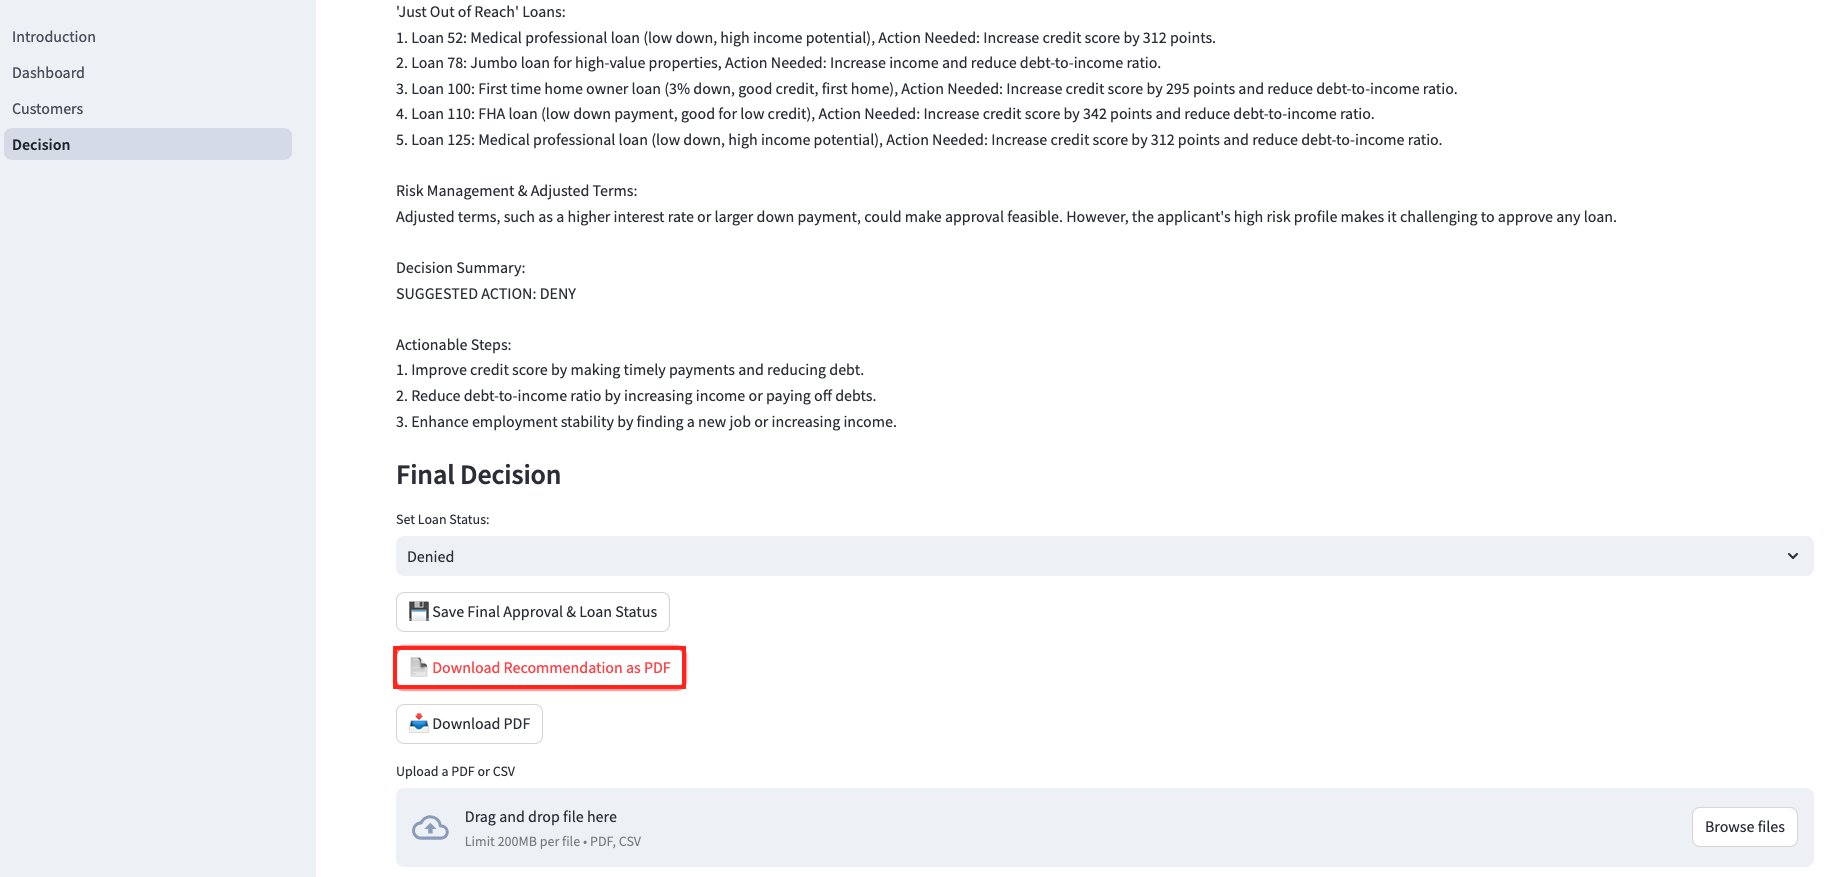 Introduction
Dashboard
Customers
Decision
'Just Out of Reach' Loans:
1. Loan 52: Medical professional loan (low down, high income potential), Action Needed: Increase credit score by 312 points.
2. Loan 78: Jumbo loan for high-value properties, Action Needed: Increase income and reduce debt-to-income ratio.
3. Loan 100: First time home owner loan (3% down, good credit, first home), Action Needed: Increase credit score by 295 points and reduce debt-to-income ratio.
4. Loan 110: FHA loan (low down payment, good for low credit), Action Needed: Increase credit score by 342 points and reduce debt-to-income ratio.
5. Loan 125: Medical professional loan (low down, high income potential), Action Needed: Increase credit score by 312 points and reduce debt-to-income ratio.
Risk Management & Adjusted Terms:
Adjusted terms, such as a higher interest rate or larger down payment, could make approval feasible. However, the applicant's high risk profile makes it challenging to approve any loan.
Decision Summary:
SUGGESTED ACTION: DENY
Actionable Steps:
1. Improve credit score by making timely payments and reducing debt.
2. Reduce debt-to-income ratio by increasing income or paying off debts.
3. Enhance employment stability by finding a new job or increasing income.
Final Decision
Set Loan Status:
Denied
Save Final Approval & Loan Status
Download Recommendation as PDF
Download PDF
Upload a PDF or CSV
Drag and drop file here
Limit 200MB per file • PDF, CSV
Browse files